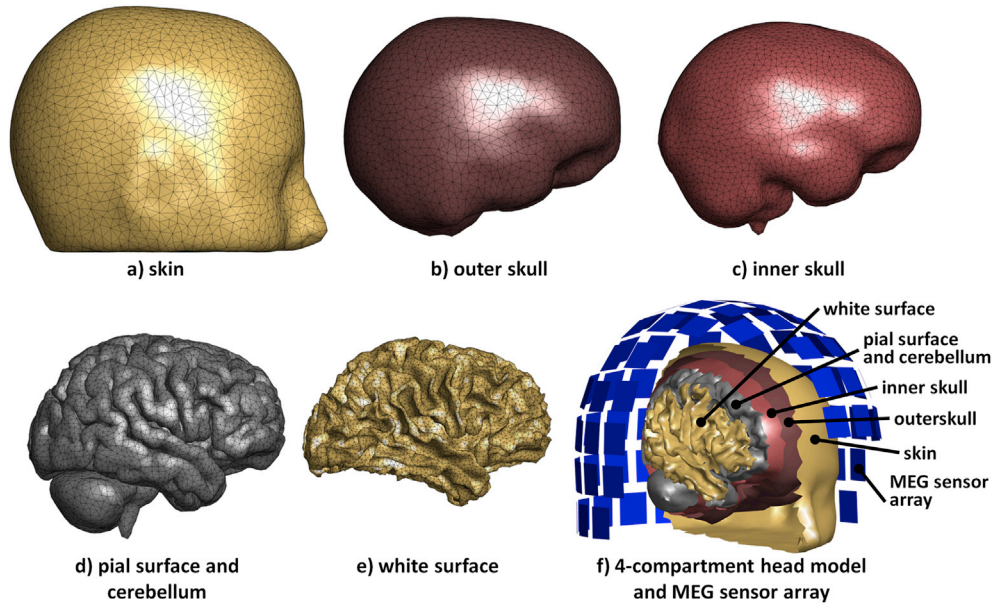 a) skin
b) outer skull
c) inner skull
white surface
pial surface
and cerebellum
inner skull
outerskull
skin
MEG sensor
array
d) pial surface and
cerebellum
e) white surface
f) 4-compartment head model
and MEG sensor array